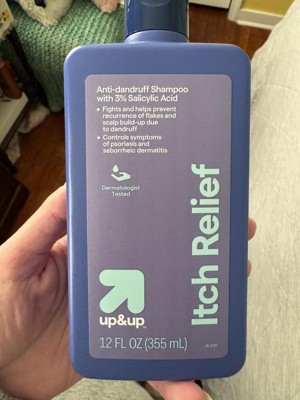 Anti-dandruff Shampoo
with 3% Salicylic Acid
• Fights and helps prevent
recurrence of flakes and
scalp build-up due
to dandruff
• Controls symptoms
of psoriasis and
seborrheic dermatitis
Dermatologist
Tested
Itch Relief
up&up™
12 FL OZ (355 mL)